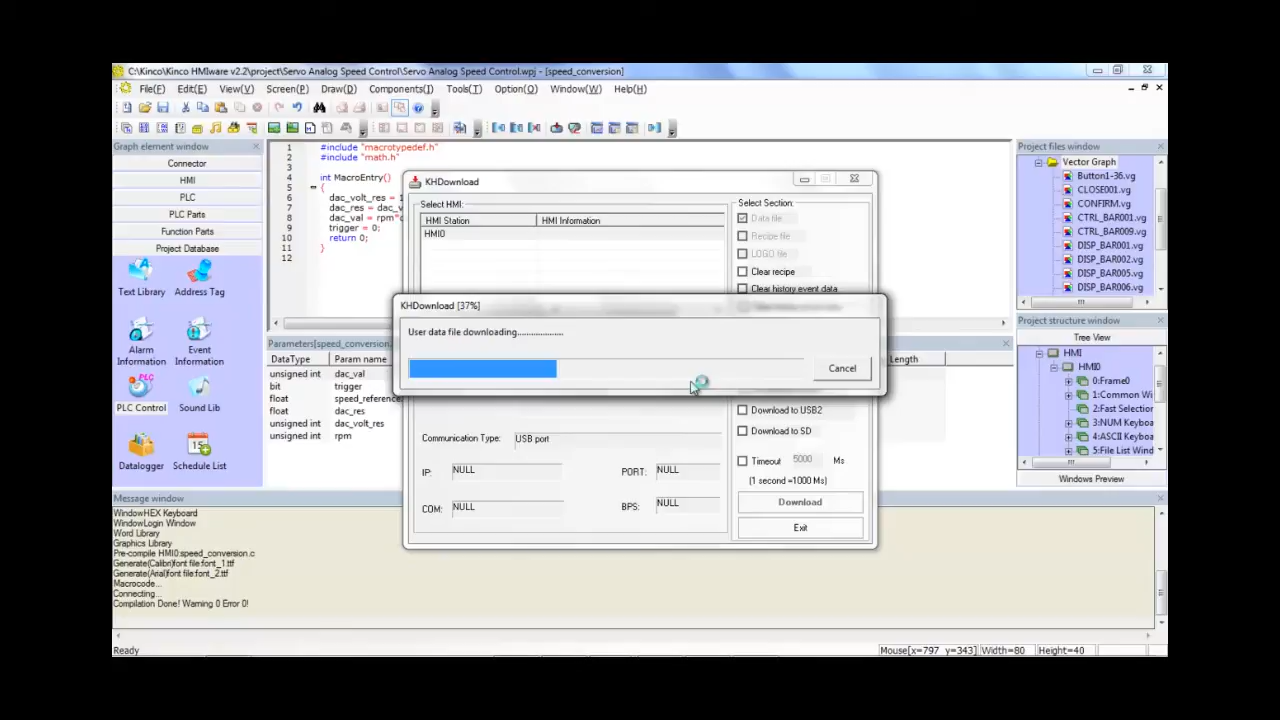 C:\Kinco\Kinco HMIware v2.2\project\Servo Analog Speed Control\Servo Analog Speed Control.wpj - [speed_conversion]
File(F) Edit(E) View(V) Screen(P) Draw(D) Components(I) Tools(T) Option(O) Window(W) Help(H)
Graph element window
Connector
HMI
PLC
PLC Parts
Function Parts
Project Database
Text Library
Address Tag
Alarm Information
Event Information
PLC Control
Sound Lib
Datalogger
Schedule List
1 #include "macrotypedef.h"
2 #include "math.h"
3
4 int MacroEntry()
5 {
6 dac_volt_res = 1
7 dac_res = dac_v
8 dac_val = rpm*
9 trigger = 0;
10 return 0;
11 }
12
Parameters[speed_conversion.
DataType Param name Length
unsigned int dac_val
bit trigger
float speed_reference
float dac_res
unsigned int dac_volt_res
unsigned int rpm
KHDownload
Select HMI:
HMI Station HMI Information
HMI0
Select Section:
Data file
Recipe file
LOGO file
Clear recipe
Clear history event data
KHDownload [37%]
User data file downloading...................
Cancel
Download to USB2
Download to SD
Communication Type: USB port
Timeout 5000 Ms
(1 second =1000 Ms)
IP: NULL PORT: NULL
COM: NULL BPS: NULL
Download
Exit
Project files window
Vector Graph
Button1-36.vg
CLOSE001.vg
CONFIRM.vg
CTRL_BAR001.vg
CTRL_BAR009.vg
DISP_BAR001.vg
DISP_BAR002.vg
DISP_BAR005.vg
DISP_BAR006.vg
Project structure window
Tree View
HMI
HMI0
0:Frame0
1:Common Wi
2:Fast Selection
3:NUM Keyboa
4:ASCII Keyboa
5:File List Wind
Windows Preview
Message window
WindowHEX Keyboard
WindowLogin Window
Word Library
Graphics Library
Pre-compile HMI0:speed_conversion.c
Generate(Calibri)font file:font_1.ttf
Generate(Arial)font file:font_2.ttf
Macrocode...
Connecting...
Compilation Done! Warning 0 Error 0!
Ready
Mouse[x=797 y=343] Width=80 Height=40